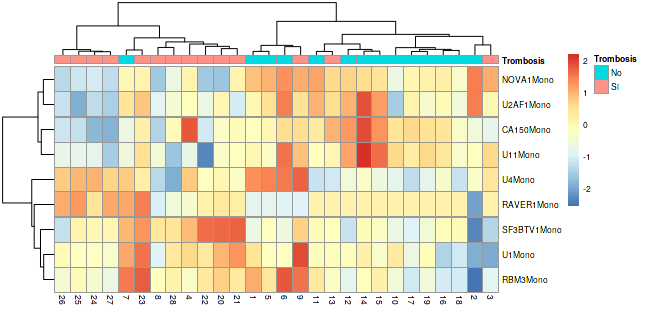 Trombosis
NOVA1Mono
U2AF1Mono
CA150Mono
U11Mono
U4Mono
RAVER1Mono
SF3BTV1Mono
U1Mono
RBM3Mono
26 25 24 27 7 23 8 28 4 22 20 21 1 5 6 9 11 13 12 14 15 10 17 19 16 18 2 3
2
1
0
-1
-2
Trombosis
No
SI